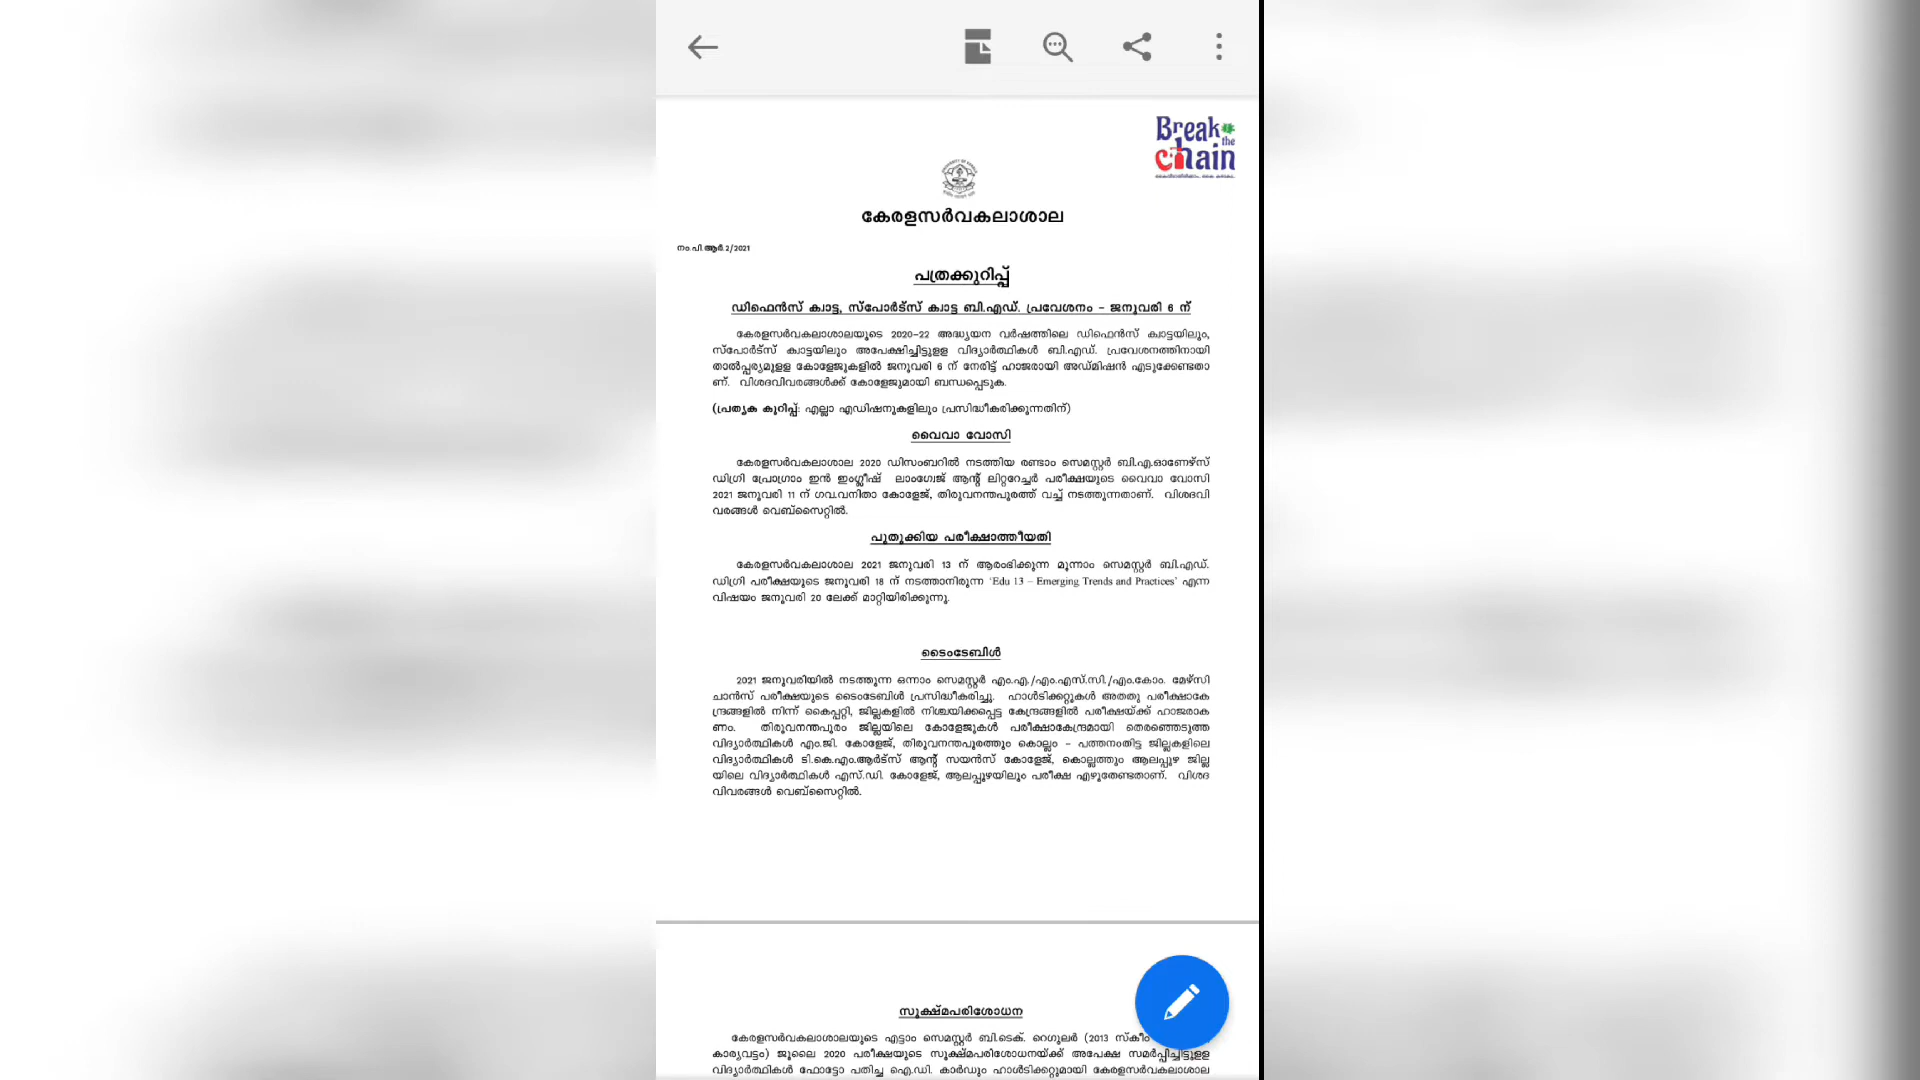 Break
the
chain
കേരളസർവകലാശാല
നം.പി.ആർ.2/2021
പത്രക്കുറിപ്പ്
ഡിഫെൻസ് ക്വാട്ട, സ്പോർട്സ് ക്വാട്ട ബി.എഡ്. പ്രവേശനം – ജനുവരി 6 ന്
കേരളസർവകലാശാലയുടെ 2020-22 അദ്ധ്യയന വർഷത്തിലെ ഡിഫെൻസ് ക്വാട്ടയിലും,
സ്പോർട്സ് ക്വാട്ടയിലും അപേക്ഷിച്ചിട്ടുളള വിദ്യാർത്ഥികൾ ബി.എഡ്. പ്രവേശനത്തിനായി
താൽപ്പര്യമുളള കോളേജുകളിൽ ജനുവരി 6 ന് നേരിട്ട് ഹാജരായി അഡ്മിഷൻ എടുക്കേണ്ടതാ
ണ്. വിശദവിവരങ്ങൾക്ക് കോളേജുമായി ബന്ധപ്പെടുക.
(പ്രത്യക കുറിപ്പ്: എല്ലാ എഡിഷനുകളിലും പ്രസിദ്ധീകരിക്കുന്നതിന്)
വൈവാ വോസി
കേരളസർവകലാശാല 2020 ഡിസംബറിൽ നടത്തിയ രണ്ടാം സെമസ്റ്റർ ബി.എ.ഓണേഴ്സ്
ഡിഗ്രി പ്രോഗ്രാം ഇൻ ഇംഗ്ലീഷ് ലാംഗ്വേജ് ആന്റ് ലിറ്ററേച്ചർ പരീക്ഷയുടെ വൈവാ വോസി
2021 ജനുവരി 11 ന് ഗവ.വനിതാ കോളേജ്, തിരുവനന്തപുരത്ത് വച്ച് നടത്തുന്നതാണ്. വിശദവി
വരങ്ങൾ വെബ്സൈറ്റിൽ.
പുതുക്കിയ പരീക്ഷാത്തീയതി
കേരളസർവകലാശാല 2021 ജനുവരി 13 ന് ആരംഭിക്കുന്ന മൂന്നാം സെമസ്റ്റർ ബി.എഡ്.
ഡിഗ്രി പരീക്ഷയുടെ ജനുവരി 18 ന് നടത്താനിരുന്ന ‘Edu 13 – Emerging Trends and Practices’ എന്ന
വിഷയം ജനുവരി 20 ലേക്ക് മാറ്റിയിരിക്കുന്നു.
ടൈംടേബിൾ
2021 ജനുവരിയിൽ നടത്തുന്ന ഒന്നാം സെമസ്റ്റർ എം.എ./എം.എസ്.സി./എം.കോം. മേഴ്സി
ചാൻസ് പരീക്ഷയുടെ ടൈംടേബിൾ പ്രസിദ്ധീകരിച്ചു. ഹാൾടിക്കറ്റുകൾ അതതു പരീക്ഷാകേ
ന്ദ്രങ്ങളിൽ നിന്ന് കൈപ്പറ്റി, ജില്ലകളിൽ നിശ്ചയിക്കപ്പെട്ട കേന്ദ്രങ്ങളിൽ പരീക്ഷയ്ക്ക് ഹാജരാക
ണം. തിരുവനന്തപുരം ജില്ലയിലെ കോളേജുകൾ പരീക്ഷാകേന്ദ്രമായി തെരഞ്ഞെടുത്ത
വിദ്യാർത്ഥികൾ എം.ജി. കോളേജ്, തിരുവനന്തപുരത്തും കൊല്ലം – പത്തനംതിട്ട ജില്ലകളിലെ
വിദ്യാർത്ഥികൾ ടി.കെ.എം.ആർട്സ് ആന്റ് സയൻസ് കോളേജ്, കൊല്ലത്തും ആലപ്പുഴ ജില്ല
യിലെ വിദ്യാർത്ഥികൾ എസ്.ഡി. കോളേജ്, ആലപ്പുഴയിലും പരീക്ഷ എഴുതേണ്ടതാണ്. വിശദ
വിവരങ്ങൾ വെബ്സൈറ്റിൽ.
സൂക്ഷ്മപരിശോധന
കേരളസർവകലാശാലയുടെ എട്ടാം സെമസ്റ്റർ ബി.ടെക്. റെഗുലർ (2013 സ്കീം
കാര്യവട്ടം) ജൂലൈ 2020 പരീക്ഷയുടെ സൂക്ഷ്മപരിശോധനയ്ക്ക് അപേക്ഷ സമർപ്പിച്ചിട്ടുളള
വിദ്യാർത്ഥികൾ ഫോട്ടോ പതിച്ച ഐ.ഡി. കാർഡും ഹാൾടിക്കറ്റുമായി കേരളസർവകലാശാല